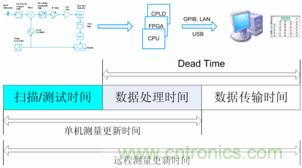 CPLD
FPGA
CPU
GPIB, LAN
USB
Dead Time
扫描/测试时间
数据处理时间
数据传输时间
单机测量更新时间
www.cntronics.com
远程测量更新时间